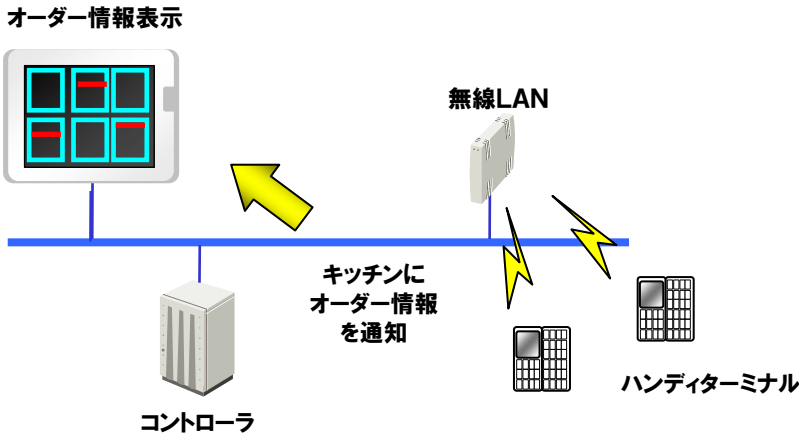 オーダー情報表示
無線LAN
キッチンに
オーダー情報
を通知
ハンディターミナル
コントローラ